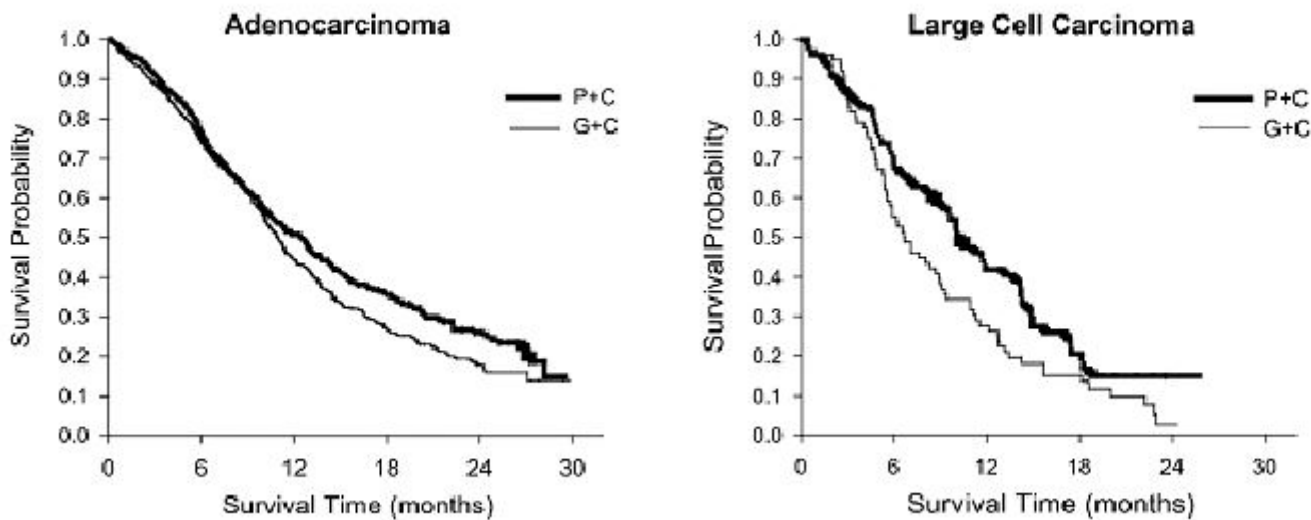 Adenocarcinoma
1.0
0.9
0.8
0.7
0.6
0.5
0.4
0.3
0.2
0.1
0.0
Survival Probability
P+C
G+C
0 6 12 18 24 30
Survival Time (months)
Large Cell Carcinoma
1.0
0.9
0.8
0.7
0.6
0.5
0.4
0.3
0.2
0.1
0.0
Survival Probability
P+C
G+C
0 6 12 18 24 30
Survival Time (months)